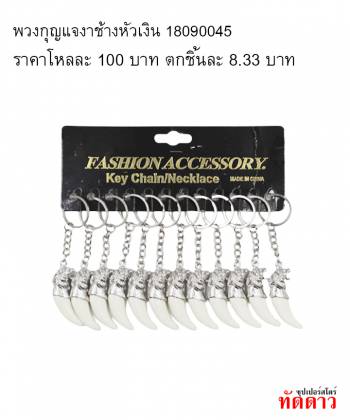 พวงกุญแจงาช้างหัวเงิน 18090045
ราคาโหลละ 100 บาท ตกชิ้นละ 8.33 บาท
FASHION ACCESSORY.
Key Chain/Necklace
MADE IN CHINA
ซุปเปอร์สโตร์
ทัดดาว